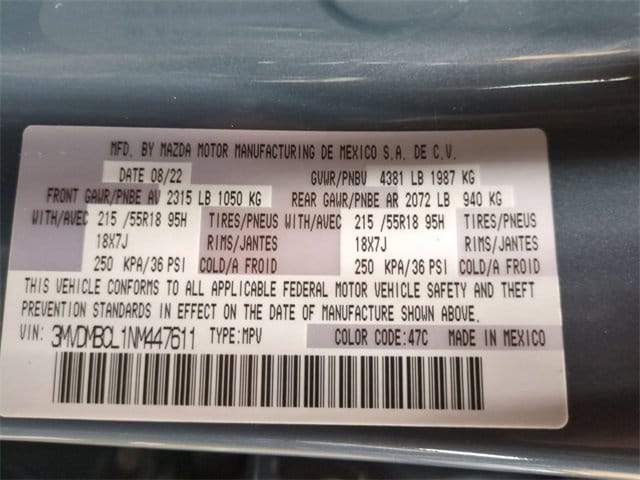 MFD. BY MAZDA MOTOR MANUFACTURING DE MEXICO S.A. DE C.V.
DATE 08/22 GVWR/PNBV 4381 LB 1987 KG
FRONT GAWR/PNBE AV 2315 LB 1050 KG REAR GAWR/PNBE AR 2072 LB 940 KG
WITH/AVEC 215 /55R18 95H TIRES/PNEUS WITH/AVEC 215 /55R18 95H TIRES/PNEUS
18X7J RIMS/JANTES 18X7J RIMS/JANTES
250 KPA/36 PSI COLD/A FROID 250 KPA/36 PSI COLD/A FROID
THIS VEHICLE CONFORMS TO ALL APPLICABLE FEDERAL MOTOR VEHICLE SAFETY AND THEFT
PREVENTION STANDARDS IN EFFECT ON THE DATE OF MANUFACTURE SHOWN ABOVE.
VIN: 3MVDMBCL1NM447611 TYPE:MPV COLOR CODE:47C MADE IN MEXICO